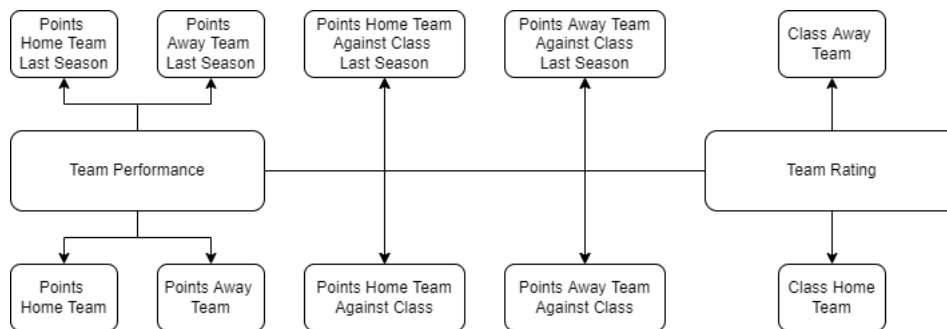 Points
Home Team
Last Season
Points
Away Team
Last Season
Points Home Team
Against Class
Last Season
Points Away Team
Against Class
Last Season
Class Away
Team
Team Performance
Team Rating
Points
Home Team
Points Away
Team
Points Home Team
Against Class
Points Away Team
Against Class
Class Home
Team